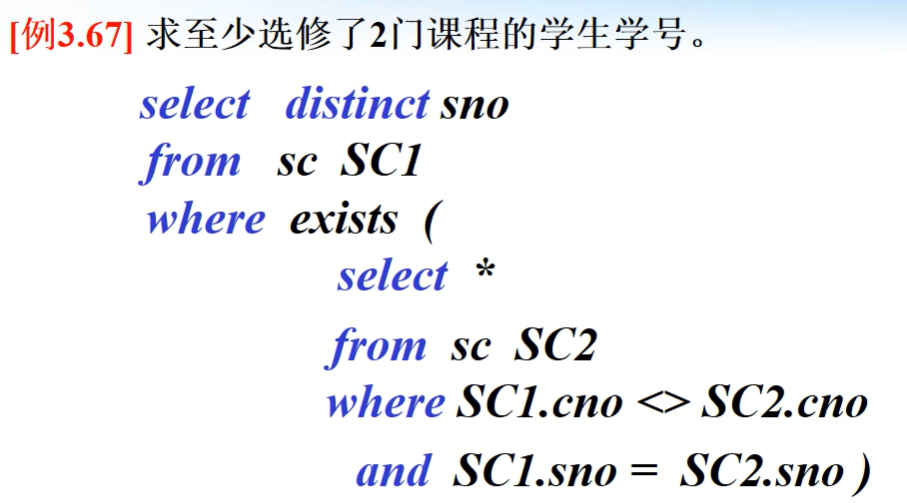 [例3.67] 求至少选修了2门课程的学生学号。
select distinct sno
from sc SC1
where exists (
select *
from sc SC2
where SC1.cno <> SC2.cno
and SC1.sno = SC2.sno )